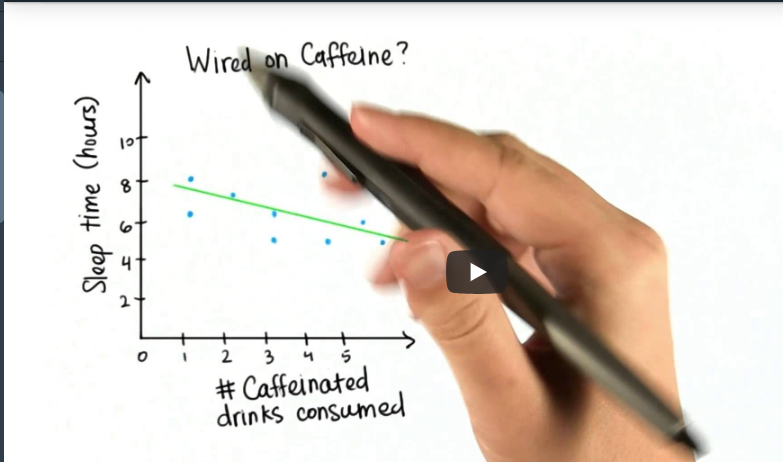 Wired on Caffeine?
Sleep time (hours)
10
8
6
4
2
0 1 2 3 4 5
# Caffeinated
drinks consumed